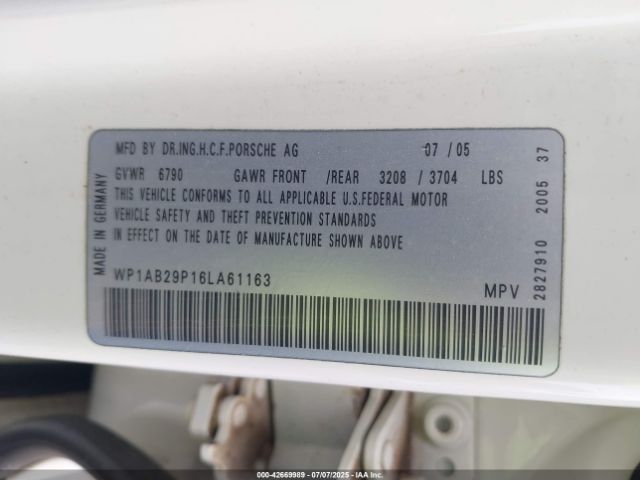 MFD BY DR.ING.H.C.F.PORSCHE AG 07 / 05
GVWR 6790 GAWR FRONT /REAR 3208 / 3704 LBS
THIS VEHICLE CONFORMS TO ALL APPLICABLE U.S.FEDERAL MOTOR
VEHICLE SAFETY AND THEFT PREVENTION STANDARDS
IN EFFECT ON THE DATE OF MANUFACTURE SHOWN ABOVE
WP1AB29P16LA61163 MPV
MADE IN GERMANY
2827910 2005 37
000-42669989 - 07/07/2025 - IAA Inc.